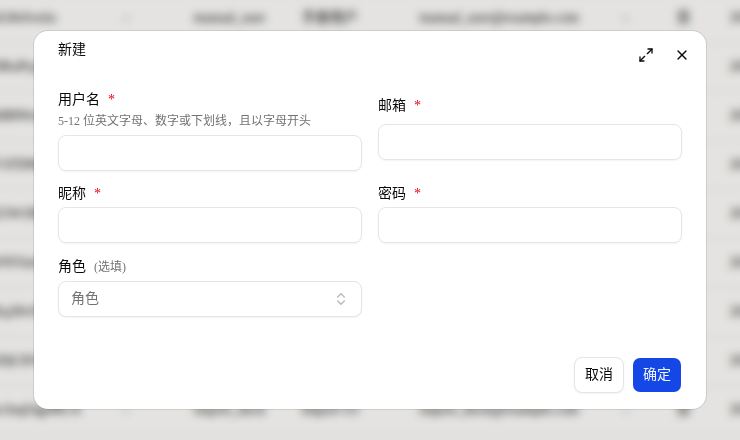 新建
用户名 *
5-12 位英文字母、数字或下划线，且以字母开头
邮箱 *
昵称 *
密码 *
角色 (选填)
角色
取消
确定